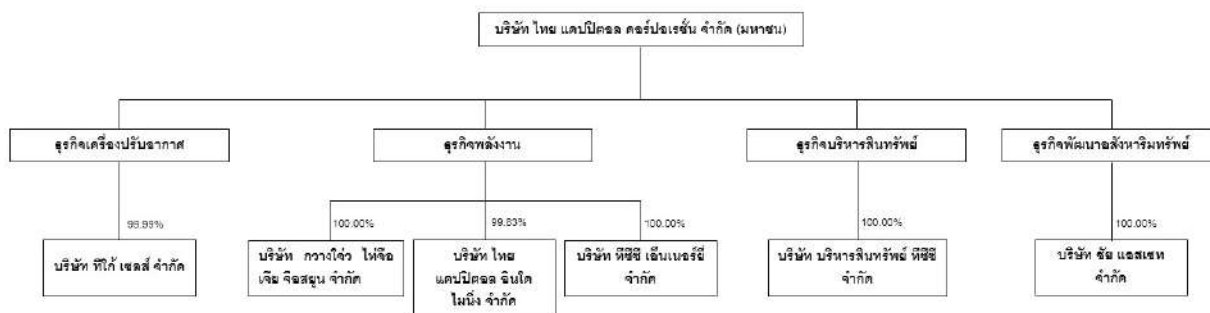 บริษัท ไทย แคปปิตอล คอร์ปอเรชั่น จำกัด (มหาชน)
ธุรกิจเครื่องปรับอากาศ
ธุรกิจพลังงาน
ธุรกิจบริหารสินทรัพย์
ธุรกิจพัฒนาอสังหาริมทรัพย์
99.99%
100.00%
99.83%
100.00%
100.00%
100.00%
บริษัท ทีโก้ เซลส์ จำกัด
บริษัท กวางโจ่ว ไห่จือ
เจีย จือสยูน จำกัด
บริษัท ไทย
แคปปิตอล อินโด
ไมนิ่ง จำกัด
บริษัท ทีซีซี เอ็นเนอร์ยี่
จำกัด
บริษัท บริหารสินทรัพย์ ทีซีซี
จำกัด
บริษัท ชัย แอสเซท
จำกัด